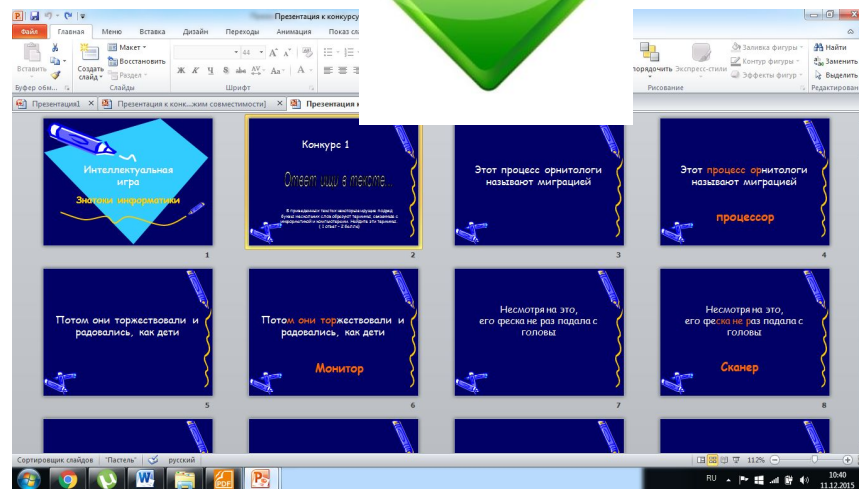 Презентация к конкурсу
Файл Главная Меню Вставка Дизайн Переходы Анимация Показ сл
Вставить
Создать слайд
Макет
Восстановить
Раздел
44
Ж К Ч S abc AV Aa А
Упорядочить Экспресс-стили
Заливка фигуры
Контур фигуры
Эффекты фигур
Найти
Заменить
Выделить
Буфер обм... Слайды Шрифт Рисование Редактирован
Презентация1 Презентация к конк...жим совместимости] Презентация к
Интеллектуальная
игра
Знатоки информатики
1
Конкурс 1
Ответ ищи в тексте...
( 1 ответ - 2 балла)
2
Этот процесс орнитологи
называют миграцией
3
Этот процесс орнитологи
называют миграцией
процессор
4
Потом они торжествовали и
радовались, как дети
5
Потом они торжествовали и
радовались, как дети
Монитор
6
Несмотря на это,
его феска не раз падала с
головы
7
Несмотря на это,
его феска не раз падала с
головы
Сканер
8
Сортировщик слайдов "Пастель" русский 112%
RU 10:40
11.12.2015